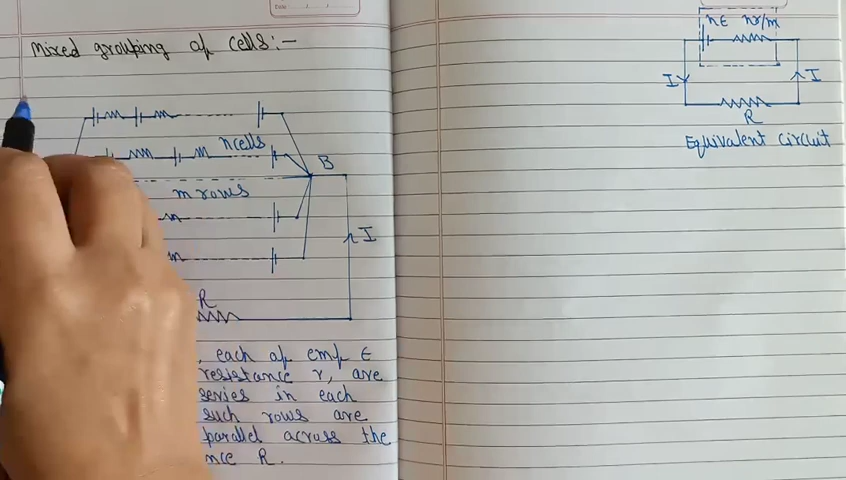 Mixed grouping of cells:-
n cells
B
m rows
I
R
, each of emf ε
resistance r, are
series in each
such rows are
parallel across the
nce R.
nε nr/m
I I
R
Equivalent circuit